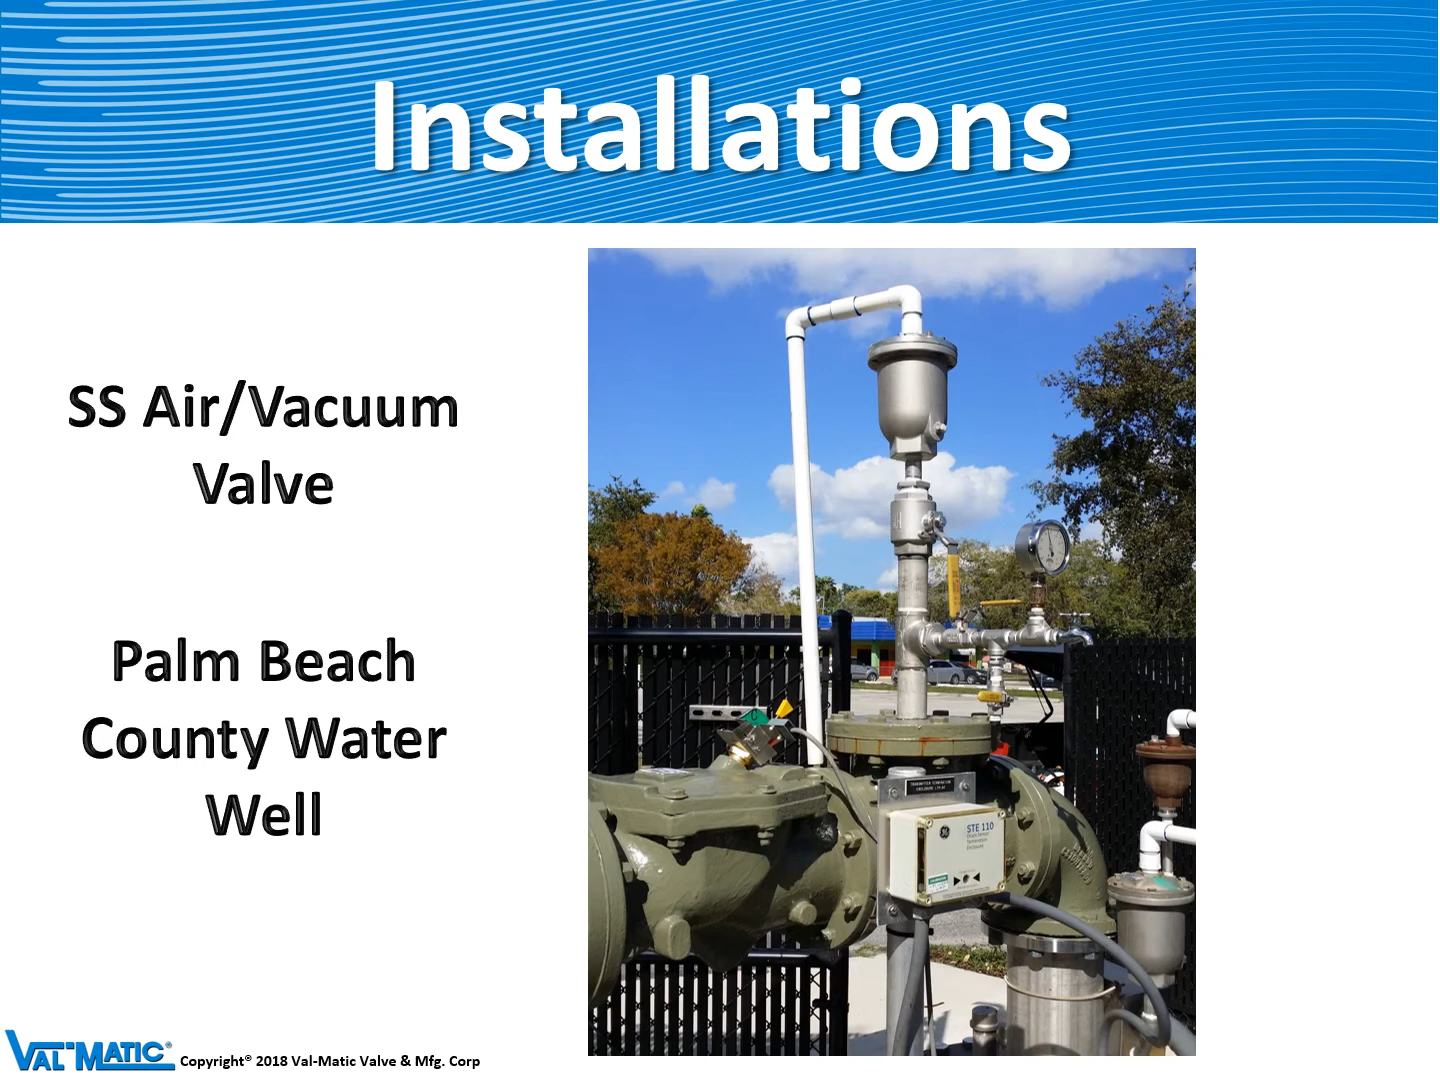 Installations
SS Air/Vacuum
Valve
Palm Beach
County Water
Well
STE 110
VAL-MATIC®
Copyright® 2018 Val-Matic Valve & Mfg. Corp